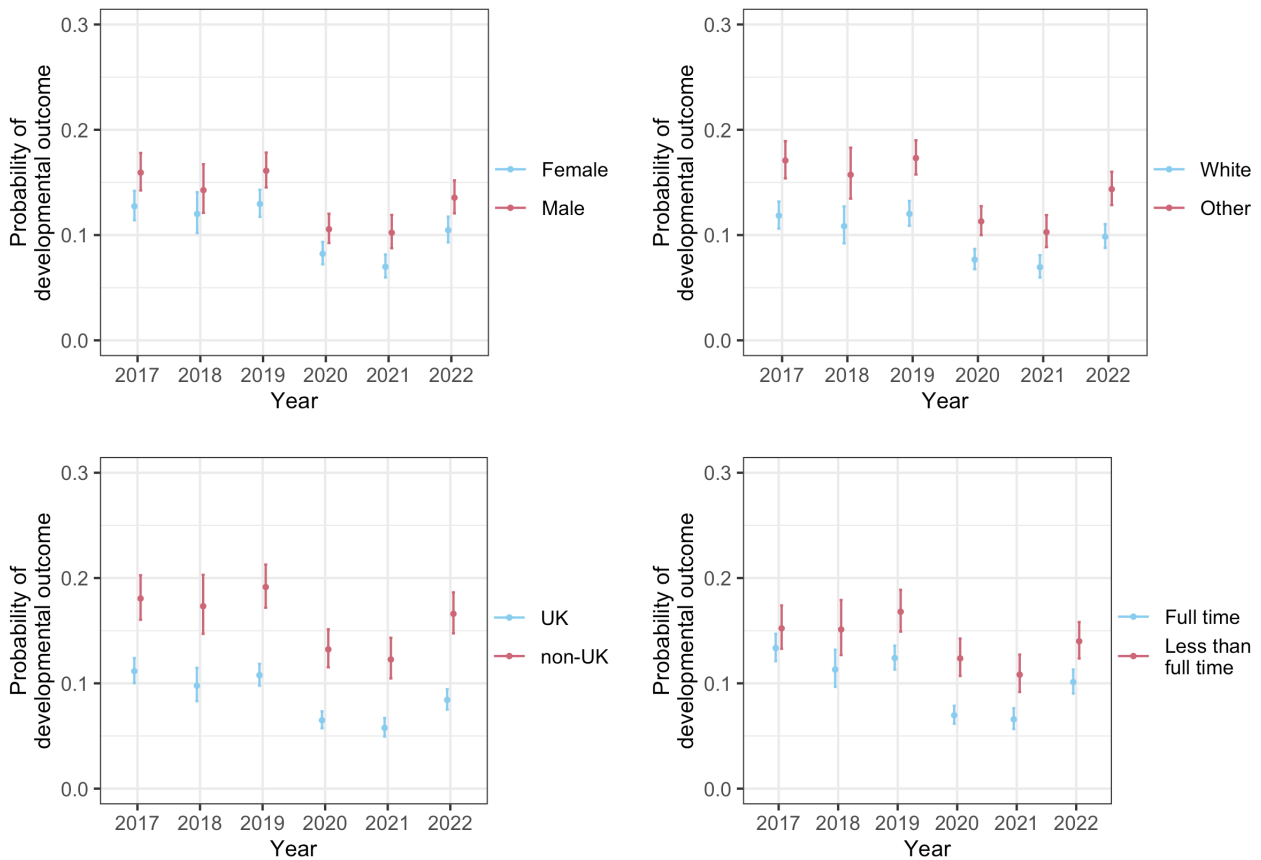 Probability of
developmental outcome
0.3
0.2
0.1
0.0
2017 2018 2019 2020 2021 2022
Year
Female
Male
Probability of
developmental outcome
0.3
0.2
0.1
0.0
2017 2018 2019 2020 2021 2022
Year
White
Other
Probability of
developmental outcome
0.3
0.2
0.1
0.0
2017 2018 2019 2020 2021 2022
Year
UK
non-UK
Probability of
developmental outcome
0.3
0.2
0.1
0.0
2017 2018 2019 2020 2021 2022
Year
Full time
Less than
full time